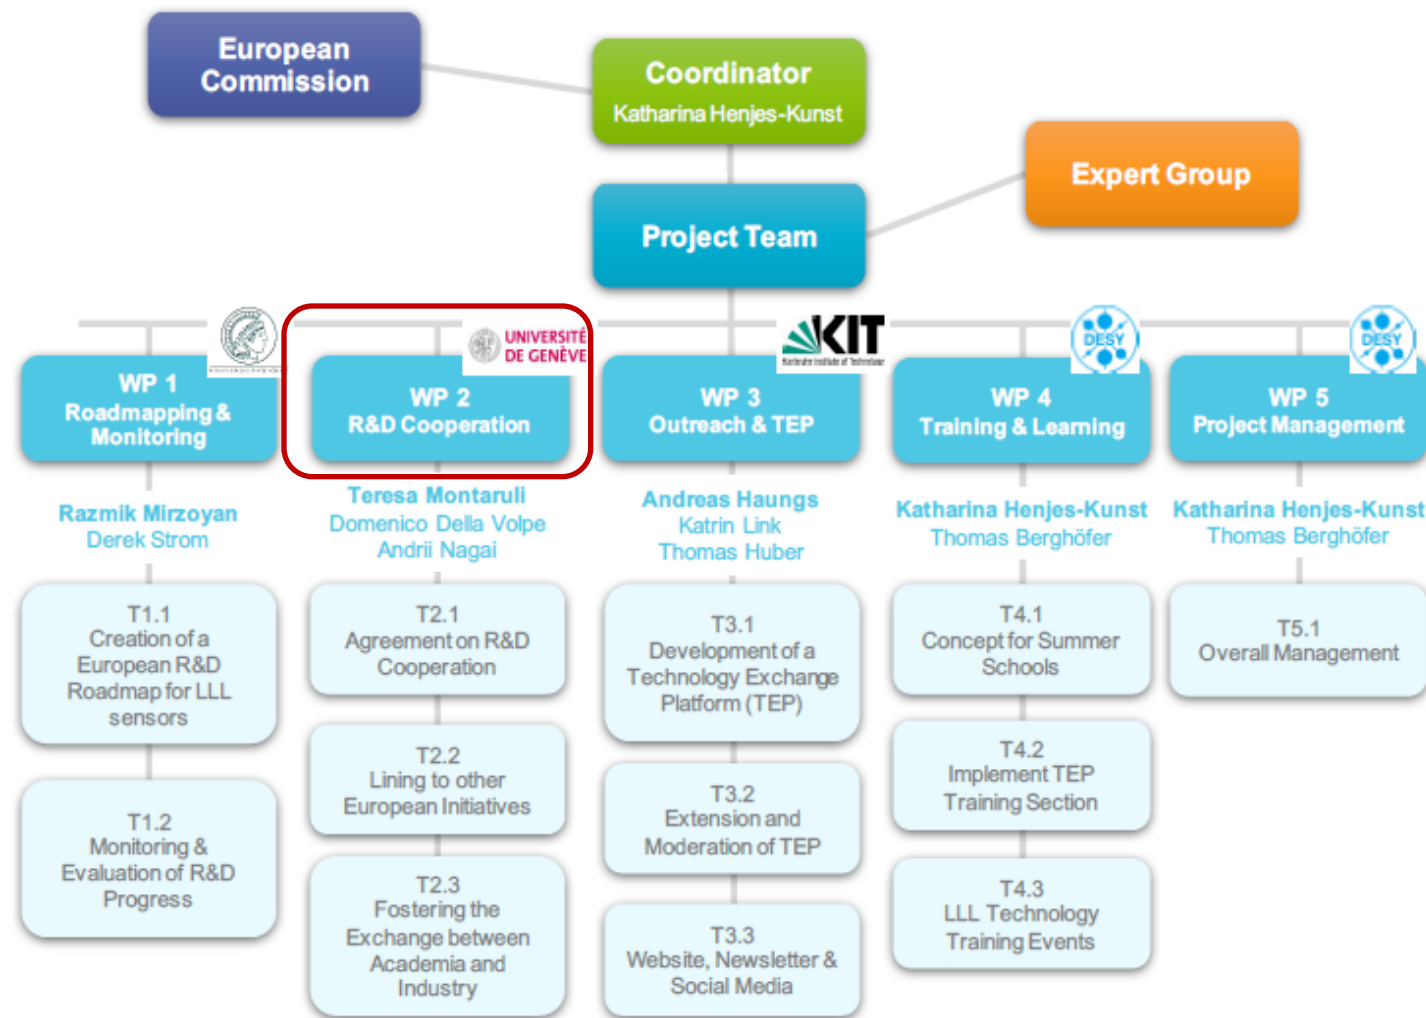 European
Commission
Coordinator
Katharina Henjes-Kunst
Expert Group
Project Team
UNIVERSITÉ
DE GENÈVE
KIT
Karlsruhe Institute of Technology
DESY
DESY
WP 1
Roadmapping &
Monitoring
Razmik Mirzoyan
Derek Strom
T1.1
Creation of a
European R&D
Roadmap for LLL
sensors
T1.2
Monitoring &
Evaluation of R&D
Progress
WP 2
R&D Cooperation
Teresa Montaruli
Domenico Della Volpe
Andrii Nagai
T2.1
Agreement on R&D
Cooperation
T2.2
Lining to other
European Initiatives
T2.3
Fostering the
Exchange between
Academia and
Industry
WP 3
Outreach & TEP
Andreas Haungs
Katrin Link
Thomas Huber
T3.1
Development of a
Technology Exchange
Platform (TEP)
T3.2
Extension and
Moderation of TEP
T3.3
Website, Newsletter &
Social Media
WP 4
Training & Learning
Katharina Henjes-Kunst
Thomas Berghöfer
T4.1
Concept for Summer
Schools
T4.2
Implement TEP
Training Section
T4.3
LLL Technology
Training Events
WP 5
Project Management
Katharina Henjes-Kunst
Thomas Berghöfer
T5.1
Overall Management